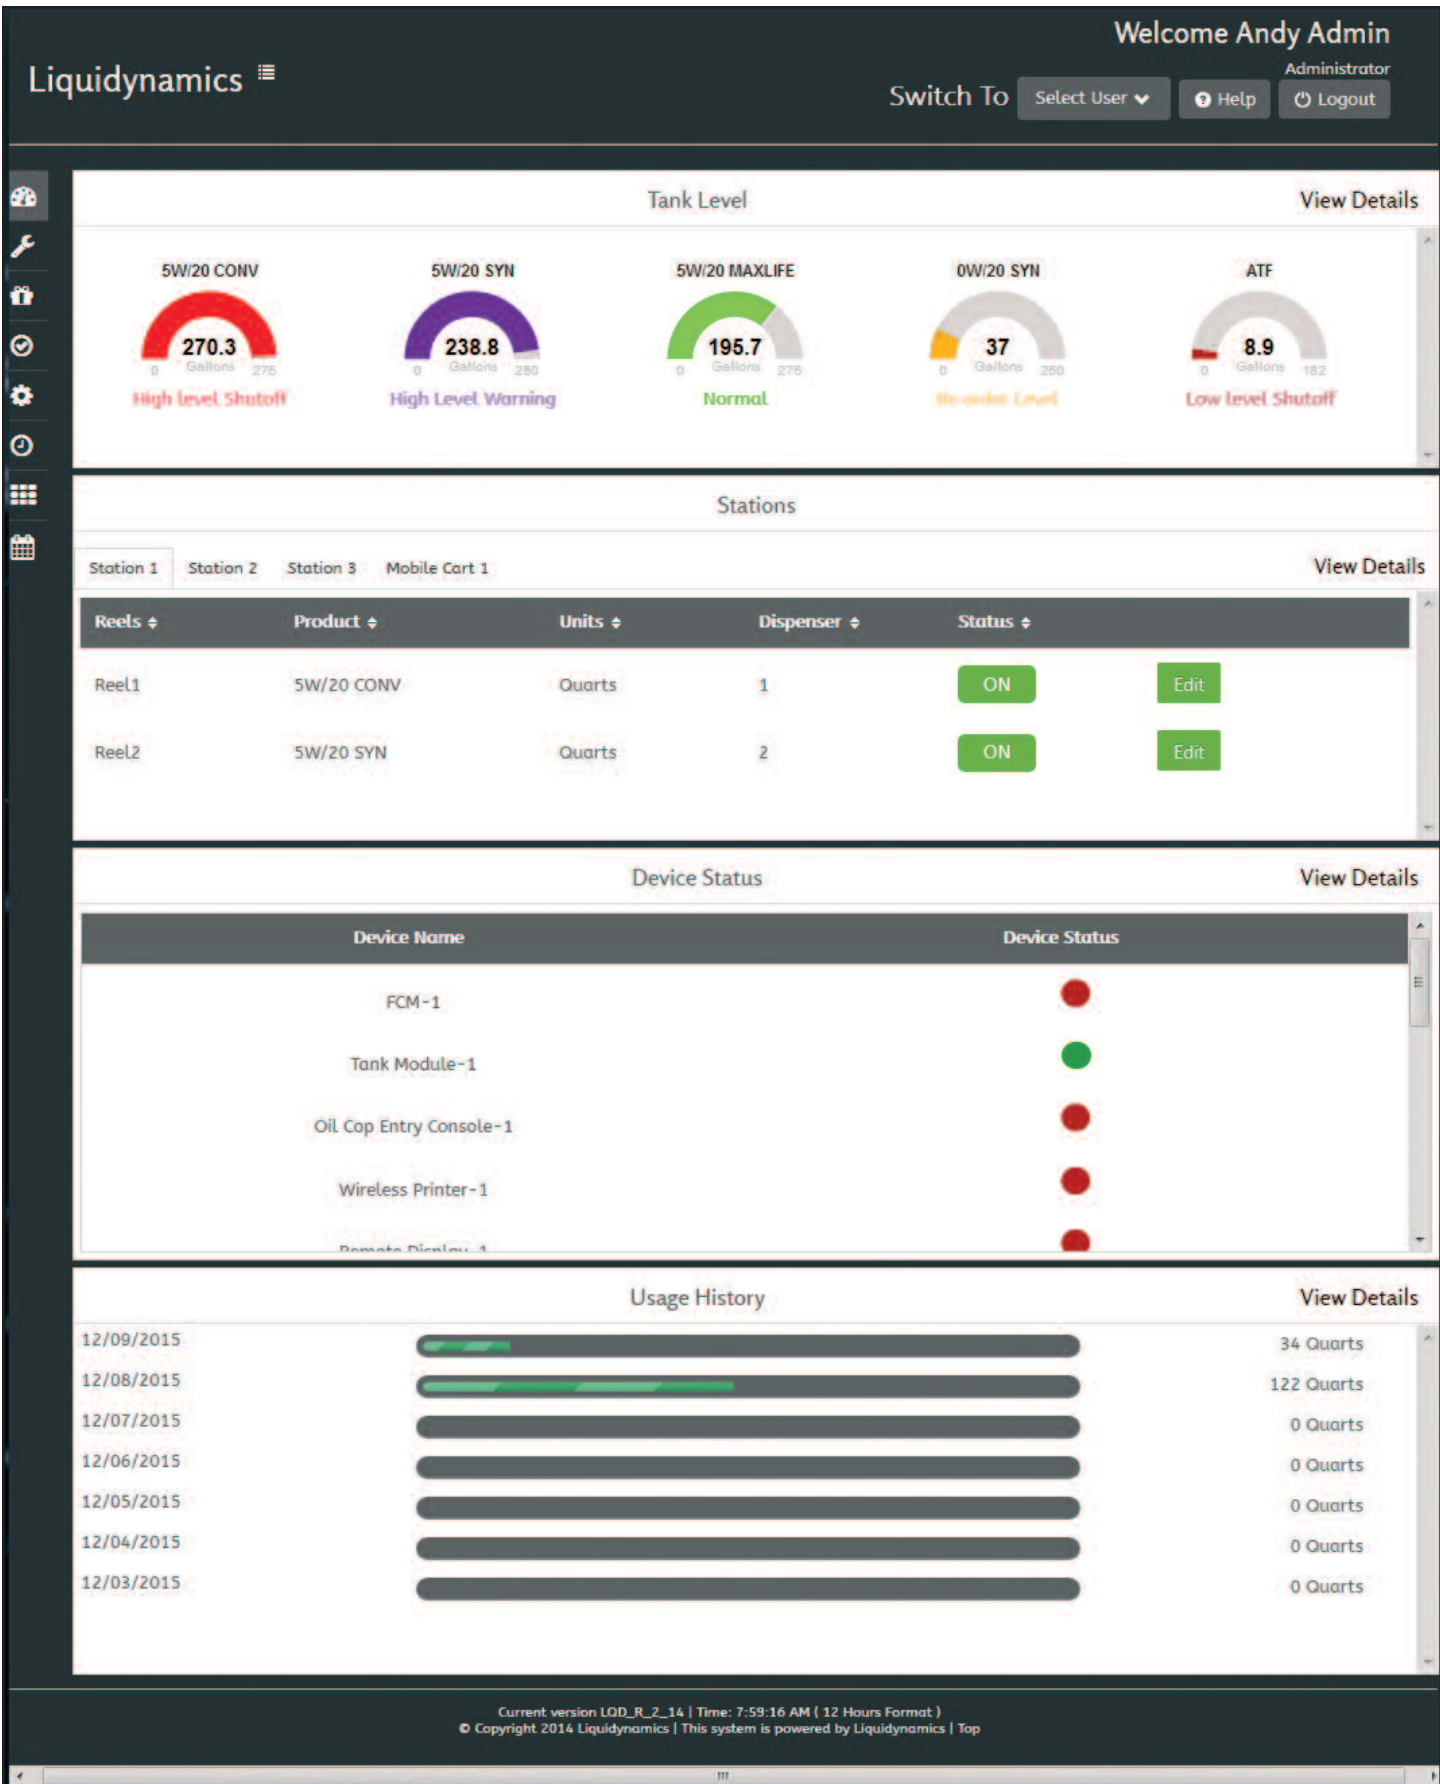 Welcome Andy Admin
Liquidynamics
Administrator
Switch To Select User Help Logout
Tank Level View Details
5W/20 CONV 5W/20 SYN 5W/20 MAXLIFE 0W/20 SYN ATF
270.3 238.8 195.7 37 8.9
Gallons Gallons Gallons Gallons Gallons
0 275 0 250 0 275 0 250 0 182
High level Shutoff High Level Warning Normal Re-order Level Low level Shutoff
Stations
Station 1 Station 2 Station 3 Mobile Cart 1 View Details
Reels Product Units Dispenser Status
Reel1 5W/20 CONV Quarts 1 ON Edit
Reel2 5W/20 SYN Quarts 2 ON Edit
Device Status View Details
Device Name Device Status
FCM-1
Tank Module-1
Oil Cop Entry Console-1
Wireless Printer-1
Remote Display-1
Usage History View Details
12/09/2015 34 Quarts
12/08/2015 122 Quarts
12/07/2015 0 Quarts
12/06/2015 0 Quarts
12/05/2015 0 Quarts
12/04/2015 0 Quarts
12/03/2015 0 Quarts
Current version LQD_R_2_14 | Time: 7:59:16 AM ( 12 Hours Format )
© Copyright 2014 Liquidynamics | This system is powered by Liquidynamics | Top